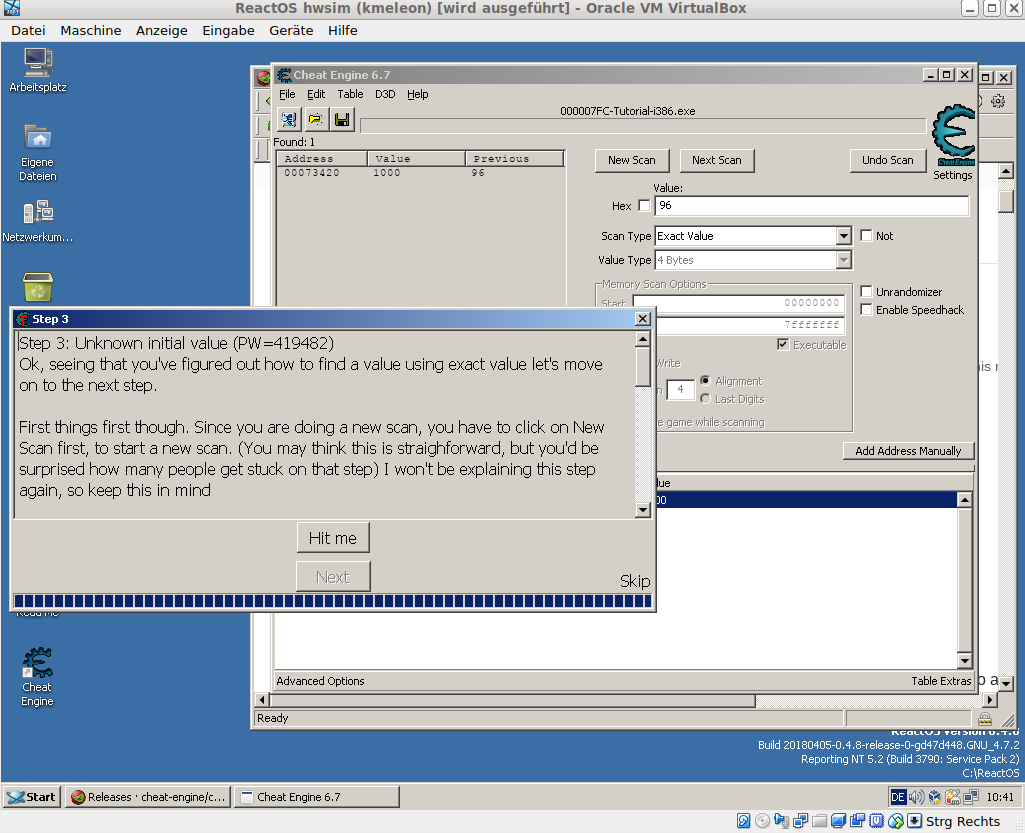 ReactOS hwsim (kmeleon) [wird ausgeführt] - Oracle VM VirtualBox
Datei Maschine Anzeige Eingabe Geräte Hilfe
Arbeitsplatz
Eigene
Dateien
Netzwerkum...
Cheat Engine 6.7
File Edit Table D3D Help
000007FC-Tutorial-i386.exe
Found: 1
Address Value Previous
00073420 1000 96
New Scan Next Scan Undo Scan
Cheat Engine
Settings
Value:
Hex 96
Scan Type Exact Value Not
Value Type 4 Bytes
Memory Scan Options
Start 00000000
7fffffff
Unrandomizer
Enable Speedhack
Executable
Write
4 Alignment
Last Digits
game while scanning
Add Address Manually
Step 3
Step 3: Unknown initial value (PW=419482)
Ok, seeing that you've figured out how to find a value using exact value let's move
on to the next step.
First things first though. Since you are doing a new scan, you have to click on New
Scan first, to start a new scan. (You may think this is straighforward, but you'd be
surprised how many people get stuck on that step) I won't be explaining this step
again, so keep this in mind
Hit me
Next
Skip
Read Me
Cheat
Engine
Advanced Options Table Extras
Ready
ReactOS Version 0.4.8
Build 20180405-0.4.8-release-0-gd47d448.GNU_4.7.2
Reporting NT 5.2 (Build 3790: Service Pack 2)
C:\ReactOS
Start Releases · cheat-engine/c... Cheat Engine 6.7 DE 10:41
Strg Rechts